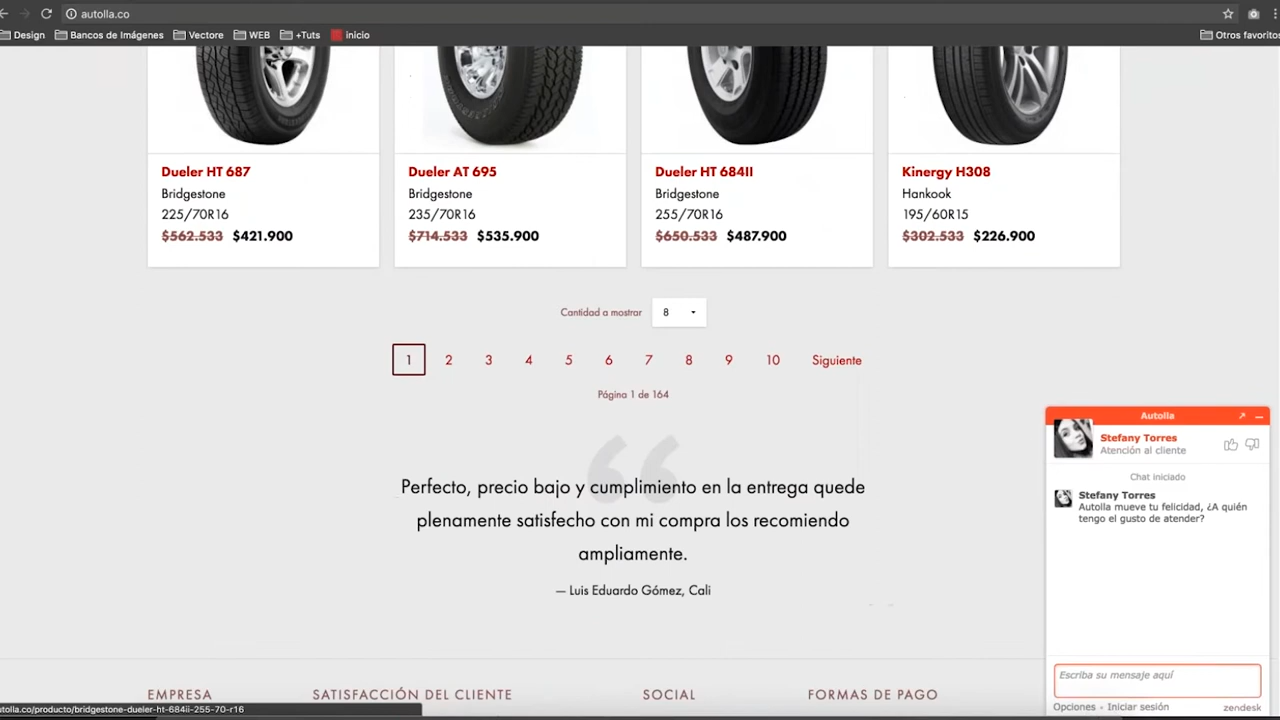 autolla.co
Design
Bancos de Imágenes
Vectore
WEB
+Tuts
inicio
Otros favoritos
Dueler HT 687
Bridgestone
225/70R16
$562.533 $421.900
Dueler AT 695
Bridgestone
235/70R16
$714.533 $535.900
Dueler HT 684II
Bridgestone
255/70R16
$650.533 $487.900
Kinergy H308
Hankook
195/60R15
$302.533 $226.900
Cantidad a mostrar 8
1 2 3 4 5 6 7 8 9 10 Siguiente
Página 1 de 164
“
Perfecto, precio bajo y cumplimiento en la entrega quede
plenamente satisfecho con mi compra los recomiendo
ampliamente.
— Luis Eduardo Gómez, Cali
Autolla
Stefany Torres
Atención al cliente
Chat iniciado
Stefany Torres
Autolla mueve tu felicidad, ¿A quién
tengo el gusto de atender?
Escriba su mensaje aquí
Opciones • Iniciar sesión zendesk
EMPRESA
SATISFACCIÓN DEL CLIENTE
SOCIAL
FORMAS DE PAGO
utolla.co/producto/bridgestone-dueler-ht-684ii-255-70-r16